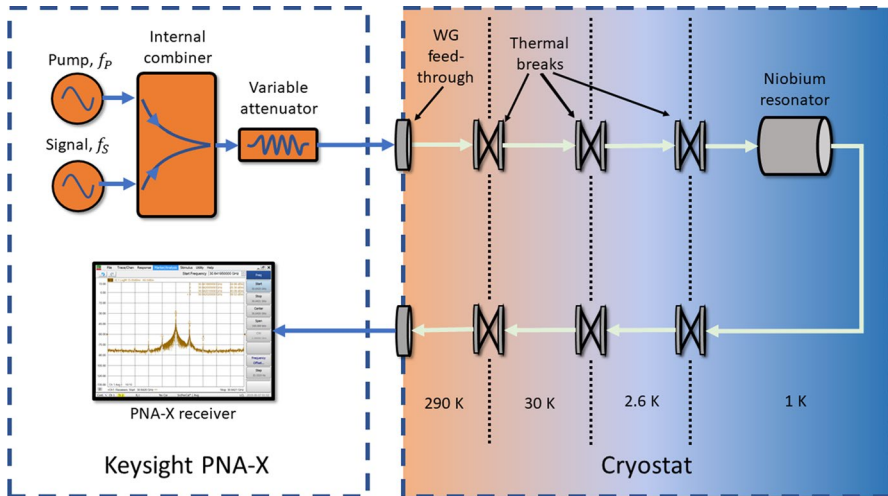 Internal
combiner
Pump, f_P
Variable
attenuator
Signal, f_S
PNA-X receiver
Keysight PNA-X
WG
feed-
through
Thermal
breaks
Niobium
resonator
290 K
30 K
2.6 K
1 K
Cryostat